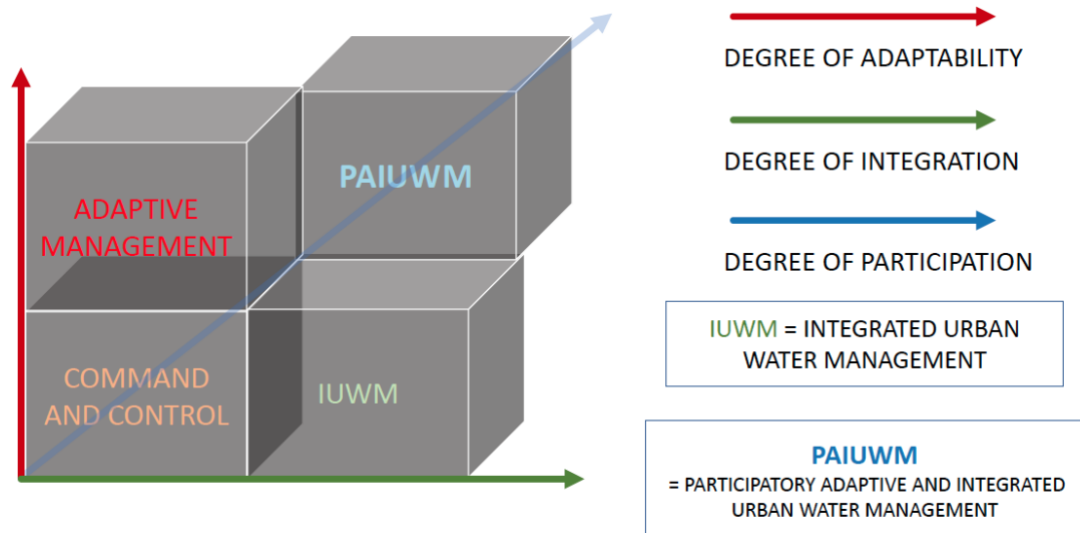 ADAPTIVE
MANAGEMENT
PAIUWM
COMMAND
AND CONTROL
IUWM
DEGREE OF ADAPTABILITY
DEGREE OF INTEGRATION
DEGREE OF PARTICIPATION
IUWM = INTEGRATED URBAN
WATER MANAGEMENT
PAIUWM
= PARTICIPATORY ADAPTIVE AND INTEGRATED
URBAN WATER MANAGEMENT